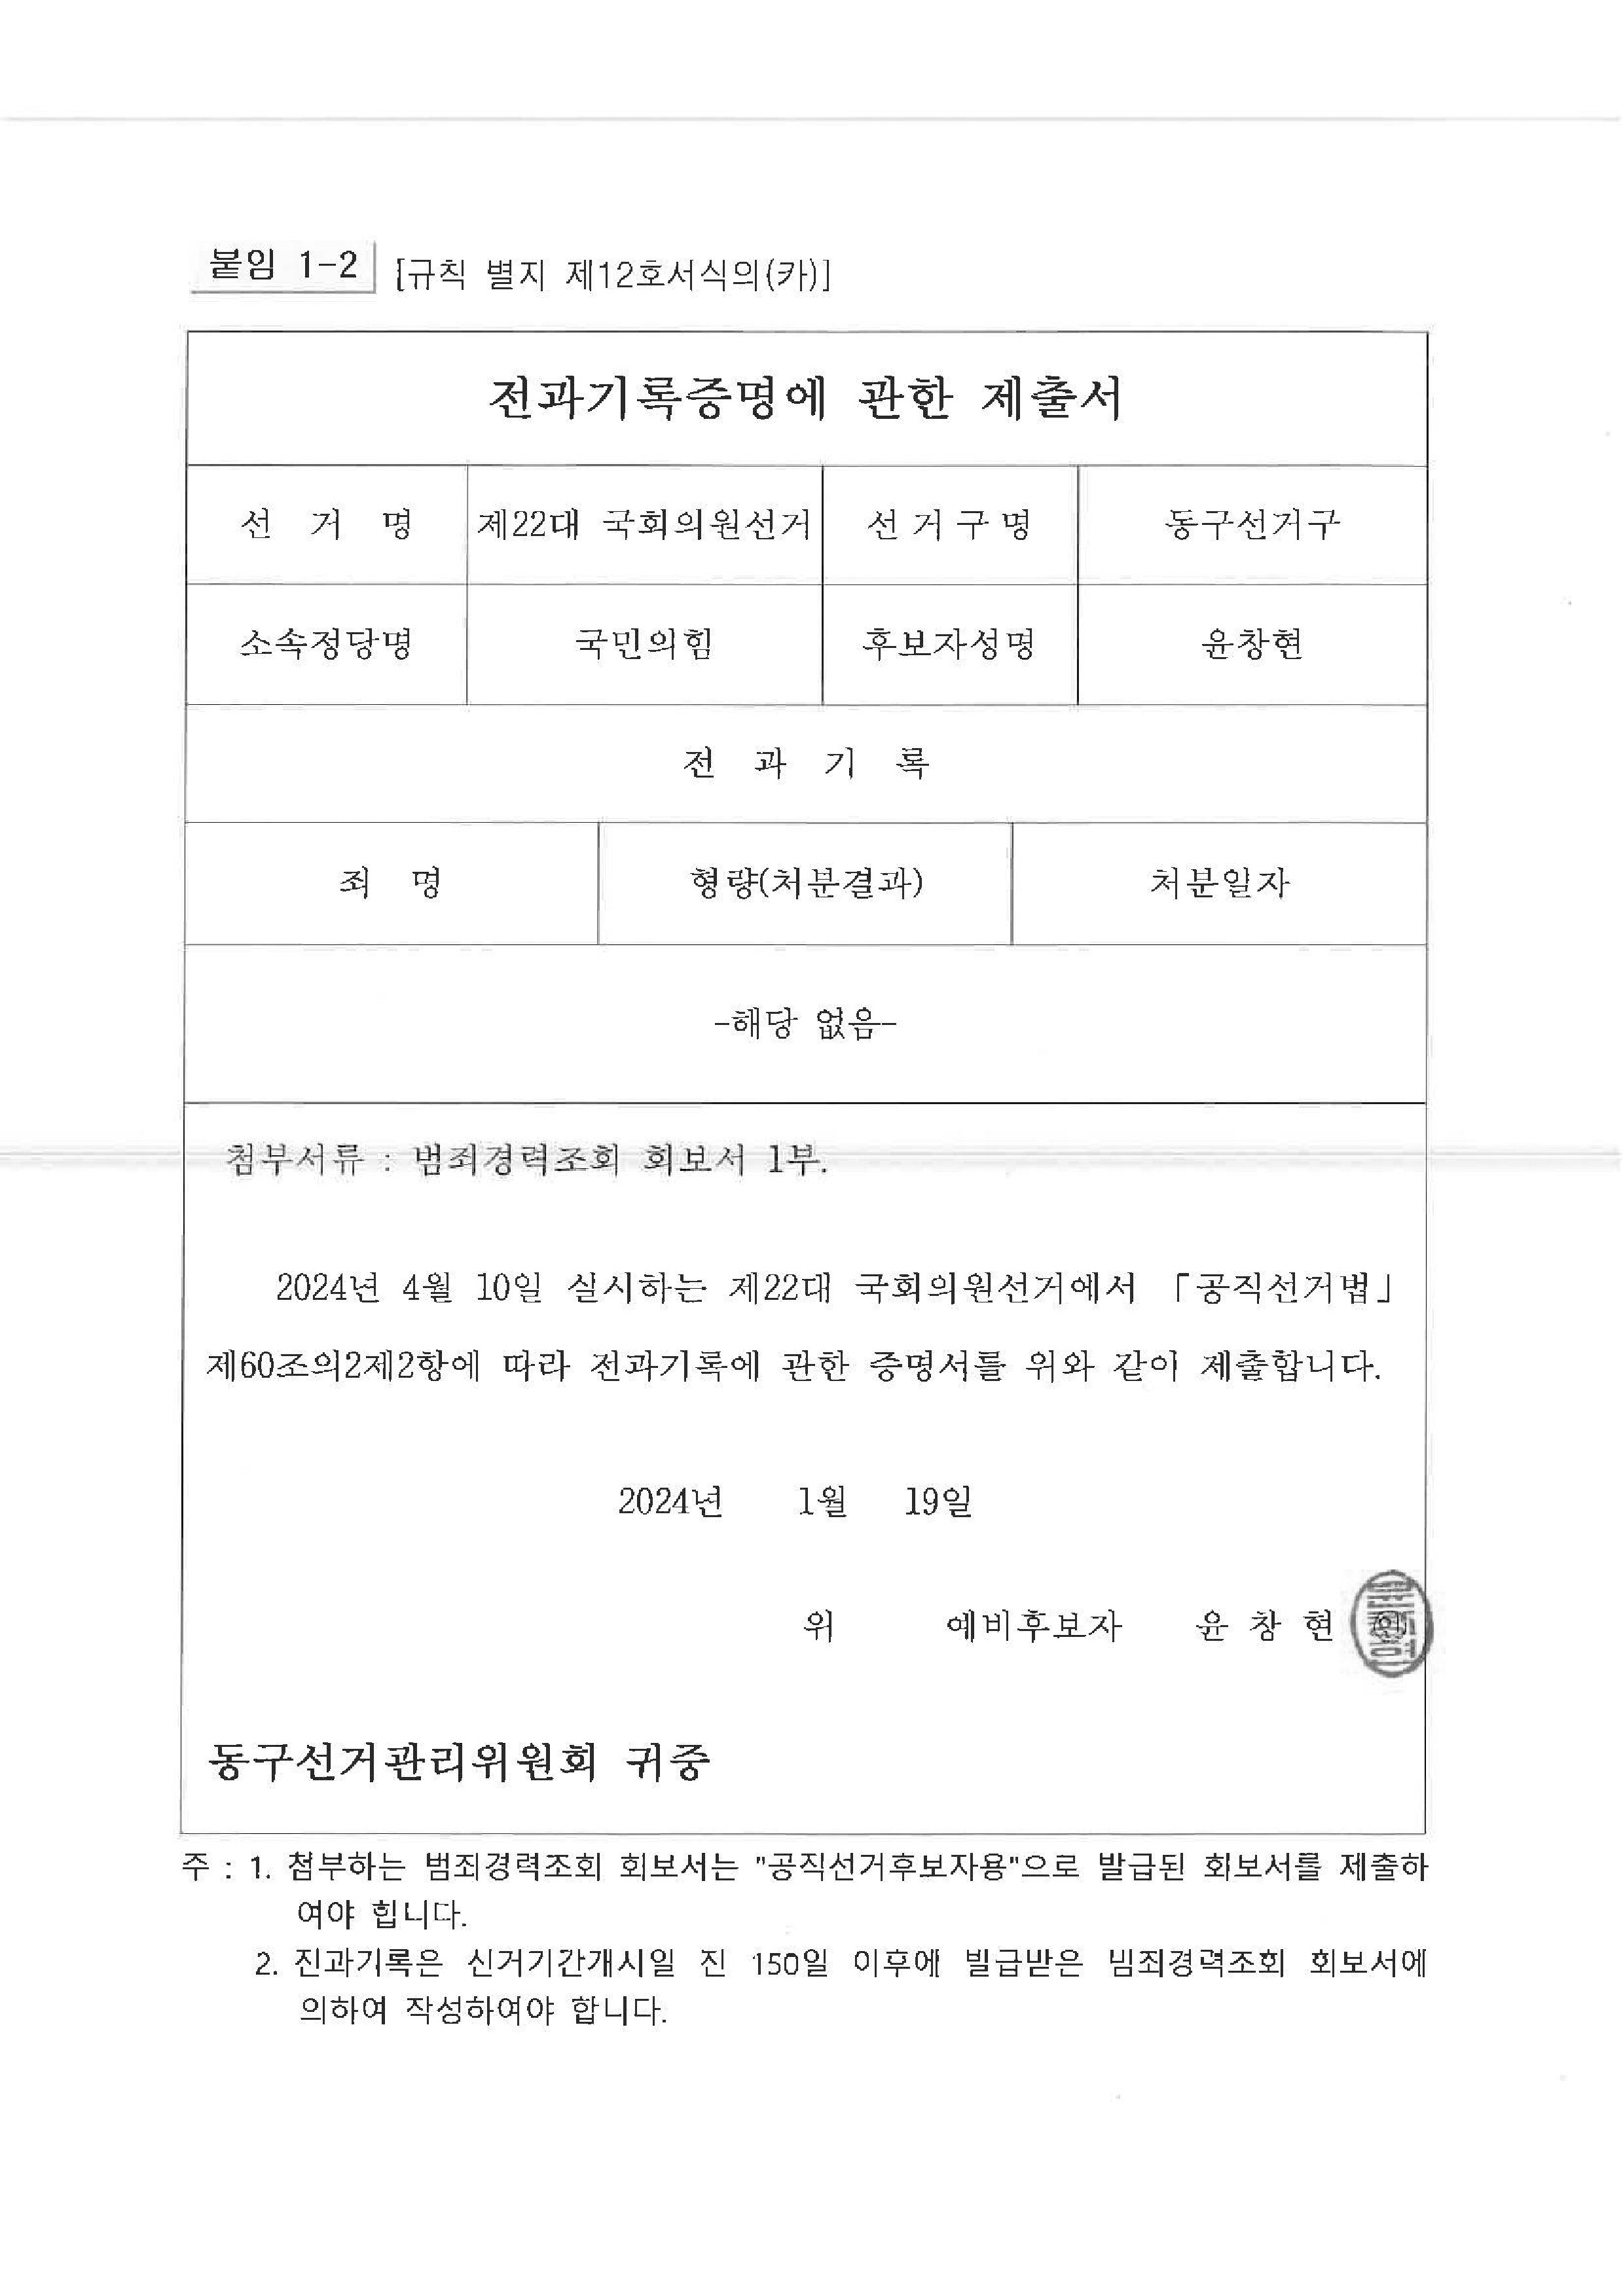 붙임 1-2 [규칙 별지 제12호서식의(카)]
전과기록증명에 관한 제출서
선 거 명 제22대 국회의원선거 선 거 구 명 동구선거구
소속정당명 국민의힘 후보자성명 윤창현
전 과 기 록
죄 명 형량(처분결과) 처분일자
-해당 없음-
첨부서류 : 범죄경력조회 회보서 1부.
2024년 4월 10일 실시하는 제22대 국회의원선거에서 「공직선거법」
제60조의2제2항에 따라 전과기록에 관한 증명서를 위와 같이 제출합니다.
2024년 1월 19일
위 예비후보자 윤 창 현
동구선거관리위원회 귀중
주 : 1. 첨부하는 범죄경력조회 회보서는 "공직선거후보자용"으로 발급된 회보서를 제출하
여야 합니다.
2. 전과기록은 선거기간개시일 전 150일 이후에 발급받은 범죄경력조회 회보서에
의하여 작성하여야 합니다.